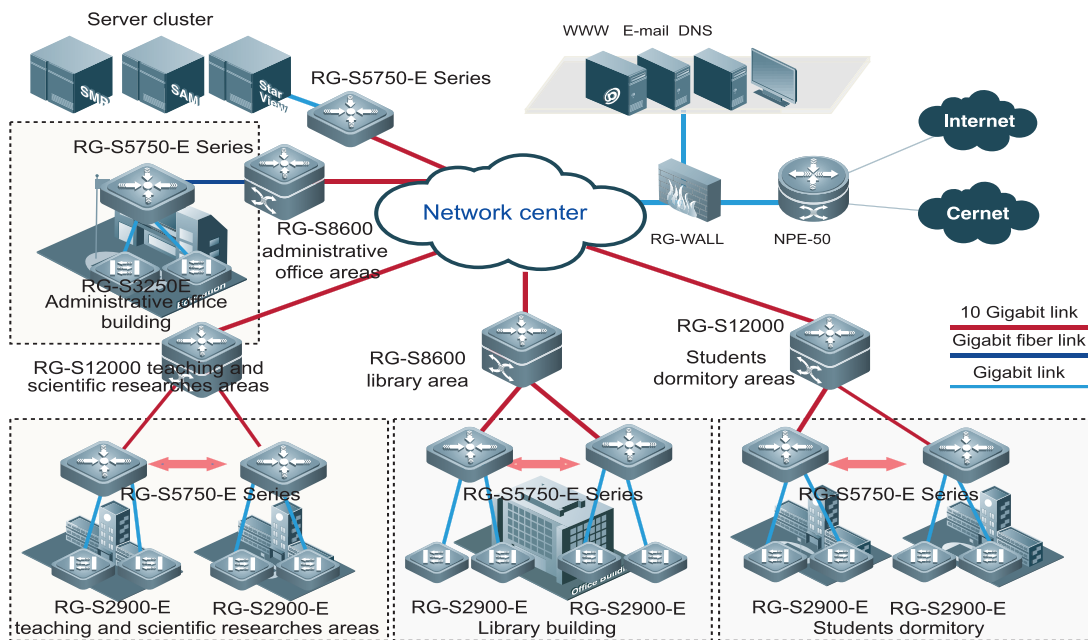 Server cluster
SMP
SAM
Star
View
RG-S5750-E Series
WWW E-mail DNS
Internet
Cernet
RG-WALL
NPE-50
Network center
RG-S5750-E Series
RG-S8600
administrative
office areas
RG-S3250E
Administrative office
building
10 Gigabit link
Gigabit fiber link
Gigabit link
RG-S12000 teaching and
scientific researches areas
RG-S8600
library area
RG-S12000
Students
dormitory areas
RG-S5750-E Series
RG-S5750-E Series
RG-S5750-E Series
RG-S2900-E
RG-S2900-E
teaching and scientific researches areas
Office Building
RG-S2900-E
RG-S2900-E
Library building
RG-S2900-E
RG-S2900-E
Students dormitory